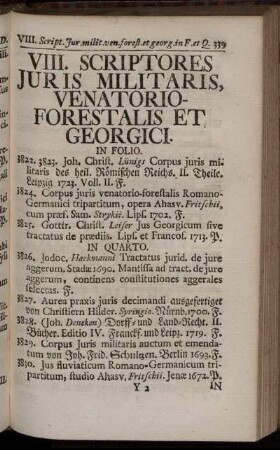 VIII. Script. Jur. milit. ven. forest. et georg. in F. et Q. 339
VIII. SCRIPTORES
JURIS MILITARIS,
VENATORIO-
FORESTALIS ET
GEORGICI.
IN FOLIO.
3822. 3823. Joh. Christ. Lünigs Corpus juris mi-
litaris des heil. Römischen Reichs. II. Theile.
Leipzig 1723. Voll. II. F.
3824. Corpus juris venatorio-forestalis Romano-
Germanici tripartitum, opera Ahasv. Fritschii,
cum præf. Sam. Strykii. Lipf. 1702. F.
3825. Gottir. Christ. Leiser Jus Georgicum sive
tractatus de prædiis. Lips. et Francof. 1713. P.
IN QUARTO.
3826. Jodoc. Hackmanni Tractatus jurid. de jure
aggerum. Stadæ 1690. Mantissa ad tract. de jure
aggerum, continens constitutiones aggerales
selectas. F.
3827. Aurea praxis juris decimandi ausgefertiget
von Christiern Hilder. Springio. Nürnb. 1700. F.
3828. (Joh. Deneken) Dorff- und Land-Recht. II.
Bücher. Editio IV. Franckf. und Leipz. 1719. P.
3829. Corpus Juris militaris auctum et emenda-
tum von Joh. Frid. Schulzen. Berlin 1693. F.
3830. Jus fluviaticum Romano-Germanicum tri-
partitum, studio Ahasv. Fritschii. Jenæ 1672. P.
Y 2 IN